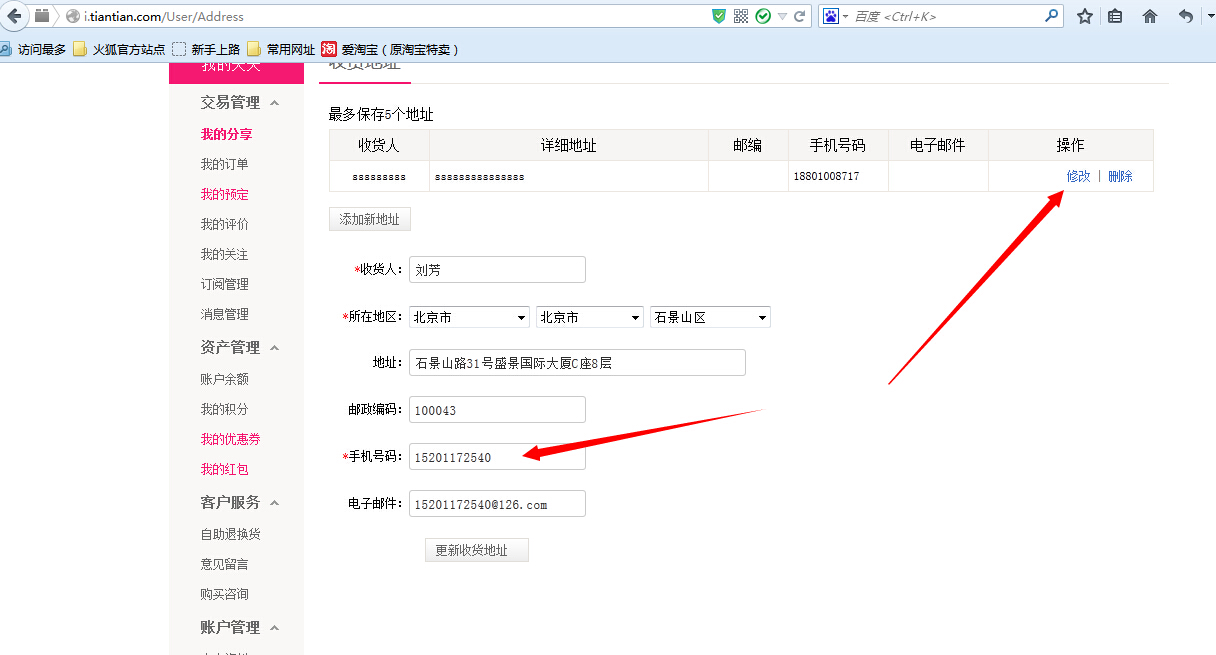 i.tiantian.com/User/Address
百度 <Ctrl+K>
访问最多 火狐官方站点 新手上路 常用网址 淘 爱淘宝（原淘宝特卖）
我的天天
收货地址
交易管理
我的分享
我的订单
我的预定
我的评价
我的关注
订阅管理
消息管理
资产管理
账户余额
我的积分
我的优惠券
我的红包
客户服务
自助退换货
意见留言
购买咨询
账户管理
最多保存5个地址
收货人 详细地址 邮编 手机号码 电子邮件 操作
sssssssss sssssssssssssss 18801008717 修改 | 删除
添加新地址
*收货人： 刘芳
*所在地区： 北京市 北京市 石景山区
地址： 石景山路31号盛景国际大厦C座8层
邮政编码： 100043
*手机号码： 15201172540
电子邮件： 15201172540@126.com
更新收货地址